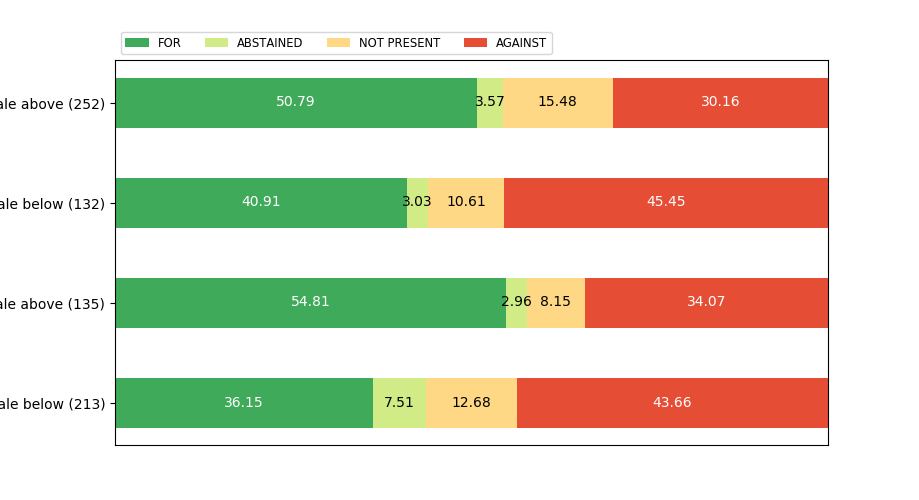 FOR ABSTAINED NOT PRESENT AGAINST
ale above (252) 50.79 3.57 15.48 30.16
ale below (132) 40.91 3.03 10.61 45.45
ale above (135) 54.81 2.96 8.15 34.07
ale below (213) 36.15 7.51 12.68 43.66